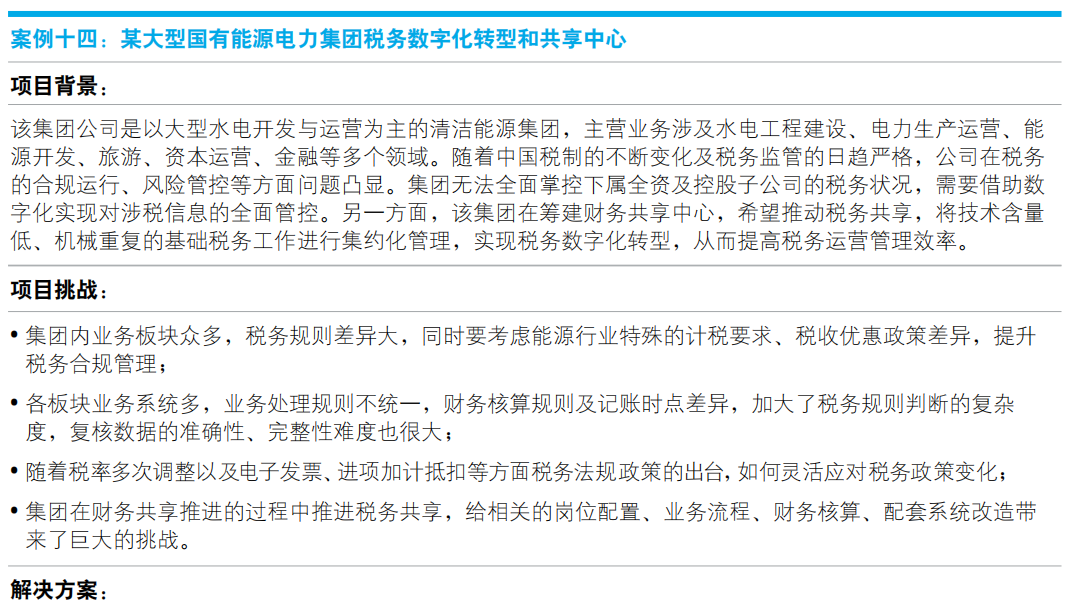 案例十四：某大型国有能源电力集团税务数字化转型和共享中心
项目背景：
该集团公司是以大型水电开发与运营为主的清洁能源集团，主营业务涉及水电工程建设、电力生产运营、能
源开发、旅游、资本运营、金融等多个领域。随着中国税制的不断变化及税务监管的日趋严格，公司在税务
的合规运行、风险管控等方面问题凸显。集团无法全面掌控下属全资及控股子公司的税务状况，需要借助数
字化实现对涉税信息的全面管控。另一方面，该集团在筹建财务共享中心，希望推动税务共享，将技术含量
低、机械重复的基础税务工作进行集约化管理，实现税务数字化转型，从而提高税务运营管理效率。
项目挑战：
• 集团内业务板块众多，税务规则差异大，同时要考虑能源行业特殊的计税要求、税收优惠政策差异，提升
税务合规管理；
• 各板块业务系统多，业务处理规则不统一，财务核算规则及记账时点差异，加大了税务规则判断的复杂
度，复核数据的准确性、完整性难度也很大；
• 随着税率多次调整以及电子发票、进项加计抵扣等方面税务法规政策的出台，如何灵活应对税务政策变化；
• 集团在财务共享推进的过程中推进税务共享，给相关的岗位配置、业务流程、财务核算、配套系统改造带
来了巨大的挑战。
解决方案：